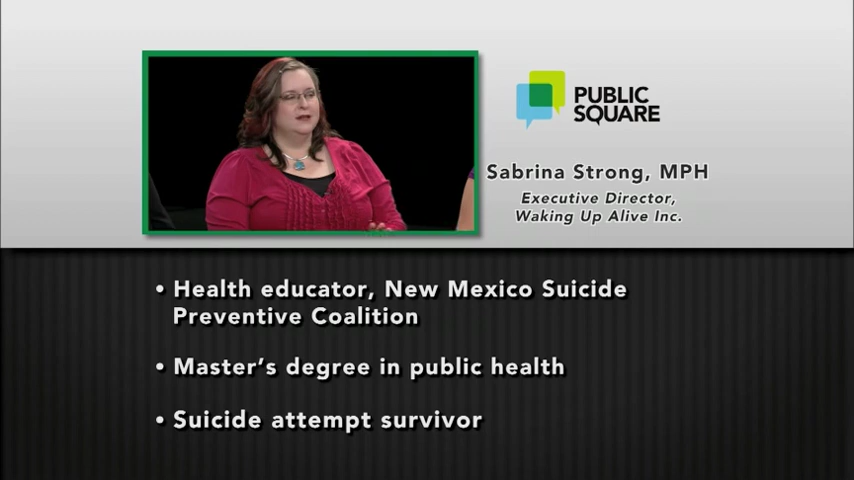 PUBLIC
SQUARE
Sabrina Strong, MPH
Executive Director,
Waking Up Alive Inc.
• Health educator, New Mexico Suicide
Preventive Coalition
• Master's degree in public health
• Suicide attempt survivor